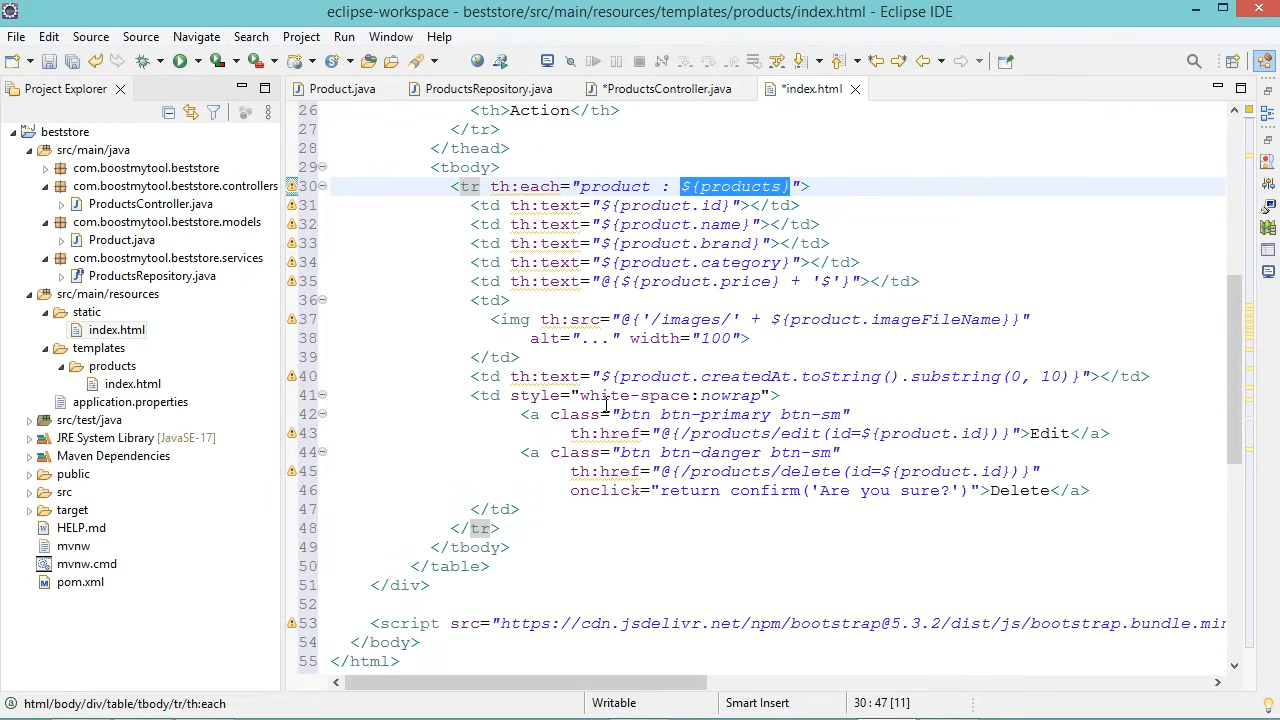 eclipse-workspace - beststore/src/main/resources/templates/products/index.html - Eclipse IDE
File Edit Source Source Navigate Search Project Run Window Help
Project Explorer
Product.java ProductsRepository.java *ProductsController.java *index.html
beststore
src/main/java
com.boostmytool.beststore
com.boostmytool.beststore.controllers
ProductsController.java
com.boostmytool.beststore.models
Product.java
com.boostmytool.beststore.services
ProductsRepository.java
src/main/resources
static
index.html
templates
products
index.html
application.properties
src/test/java
JRE System Library [JavaSE-17]
Maven Dependencies
public
src
target
HELP.md
mvnw
mvnw.cmd
pom.xml
26 <th>Action</th>
27 </tr>
28 </thead>
29 <tbody>
30 <tr th:each="product : ${products}">
31 <td th:text="${product.id}"></td>
32 <td th:text="${product.name}"></td>
33 <td th:text="${product.brand}"></td>
34 <td th:text="${product.category}"></td>
35 <td th:text="@{${product.price} + '$'}"></td>
36 <td>
37 <img th:src="@{'/images/' + ${product.imageFileName}}"
38 alt="..." width="100">
39 </td>
40 <td th:text="${product.createdAt.toString().substring(0, 10)}"></td>
41 <td style="white-space:nowrap">
42 <a class="btn btn-primary btn-sm"
43 th:href="@{/products/edit(id=${product.id})}">Edit</a>
44 <a class="btn btn-danger btn-sm"
45 th:href="@{/products/delete(id=${product.id})}"
46 onclick="return confirm('Are you sure?')">Delete</a>
47 </td>
48 </tr>
49 </tbody>
50 </table>
51 </div>
52
53 <script src="https://cdn.jsdelivr.net/npm/bootstrap@5.3.2/dist/js/bootstrap.bundle.min
54 </body>
55 </html>
html/body/div/table/tbody/tr/th:each Writable Smart Insert 30 : 47 [11]